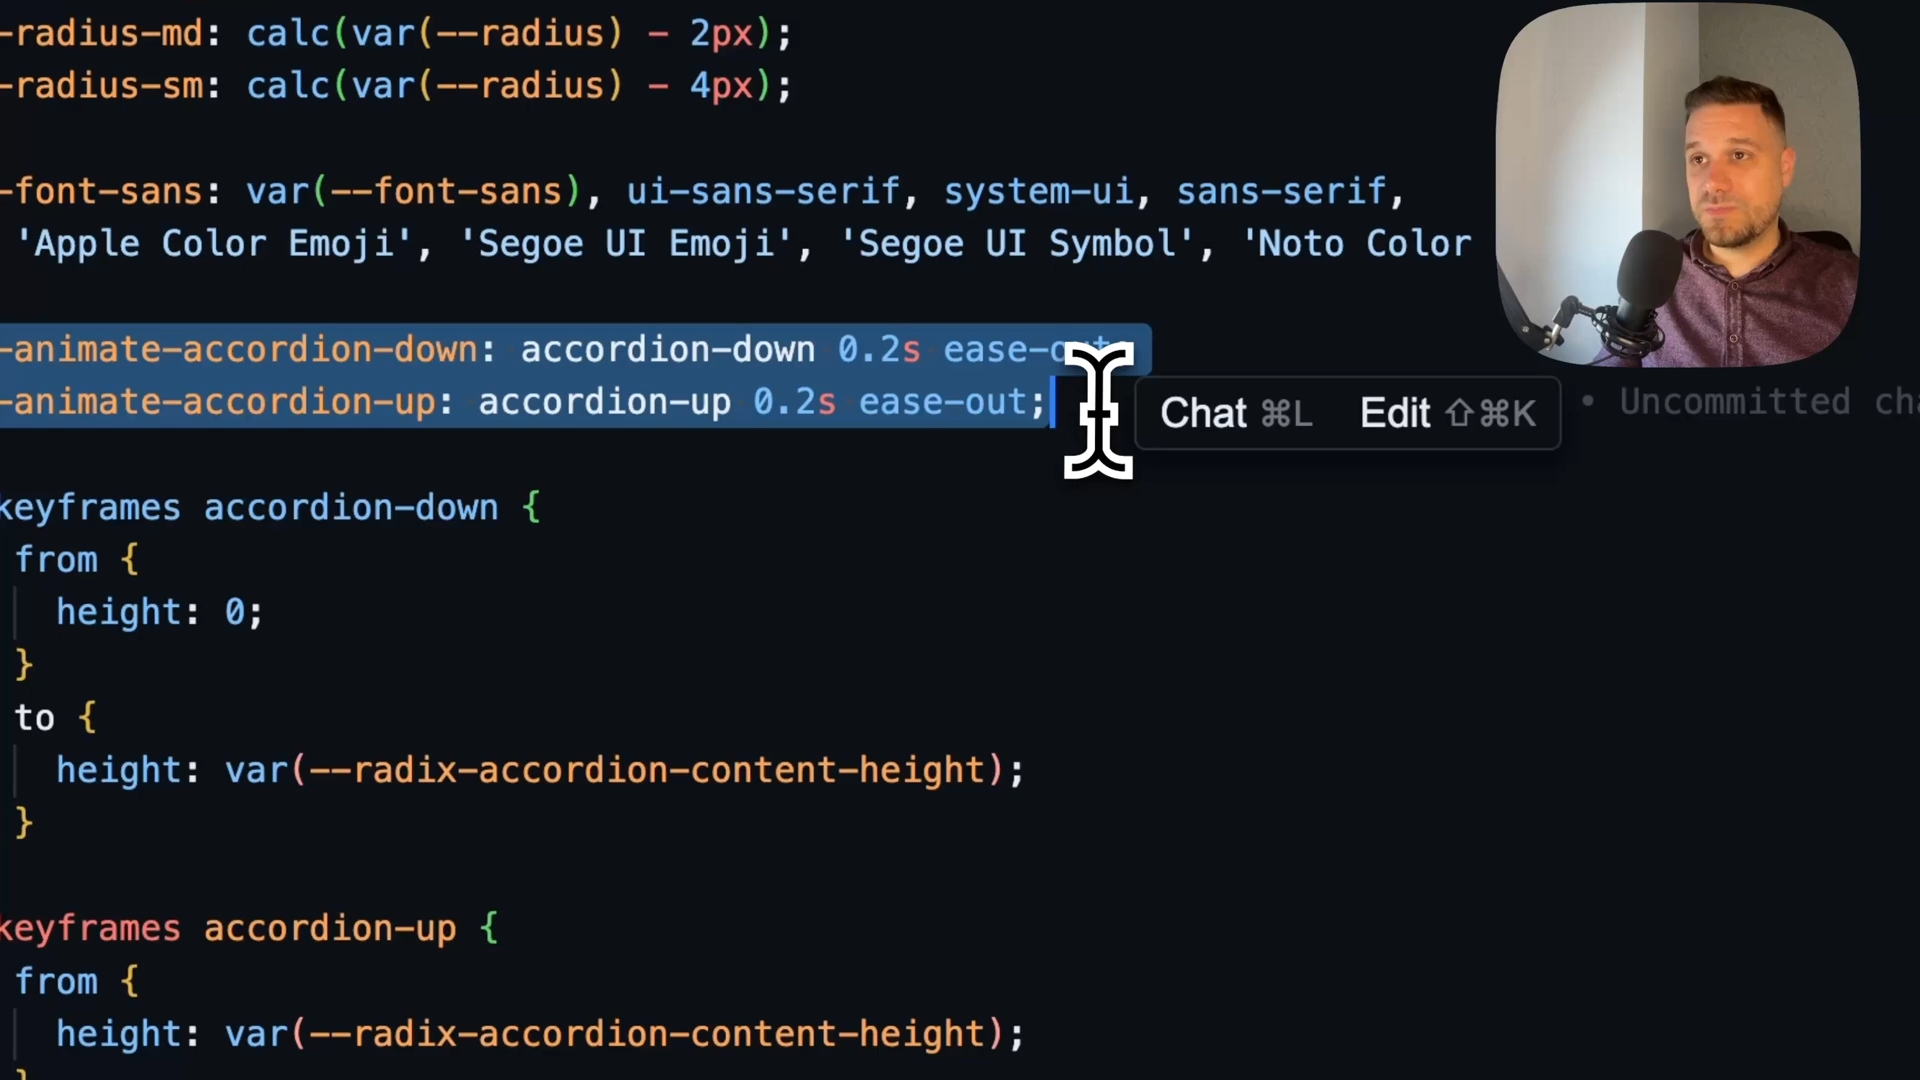 -radius-md: calc(var(--radius) - 2px);
-radius-sm: calc(var(--radius) - 4px);
-font-sans: var(--font-sans), ui-sans-serif, system-ui, sans-serif,
'Apple Color Emoji', 'Segoe UI Emoji', 'Segoe UI Symbol', 'Noto Color
-animate-accordion-down: accordion-down 0.2s ease-out
-animate-accordion-up: accordion-up 0.2s ease-out;
Chat ⌘L Edit ⇧⌘K
• Uncommitted
keyframes accordion-down {
from {
height: 0;
}
to {
height: var(--radix-accordion-content-height);
}
keyframes accordion-up {
from {
height: var(--radix-accordion-content-height);
}